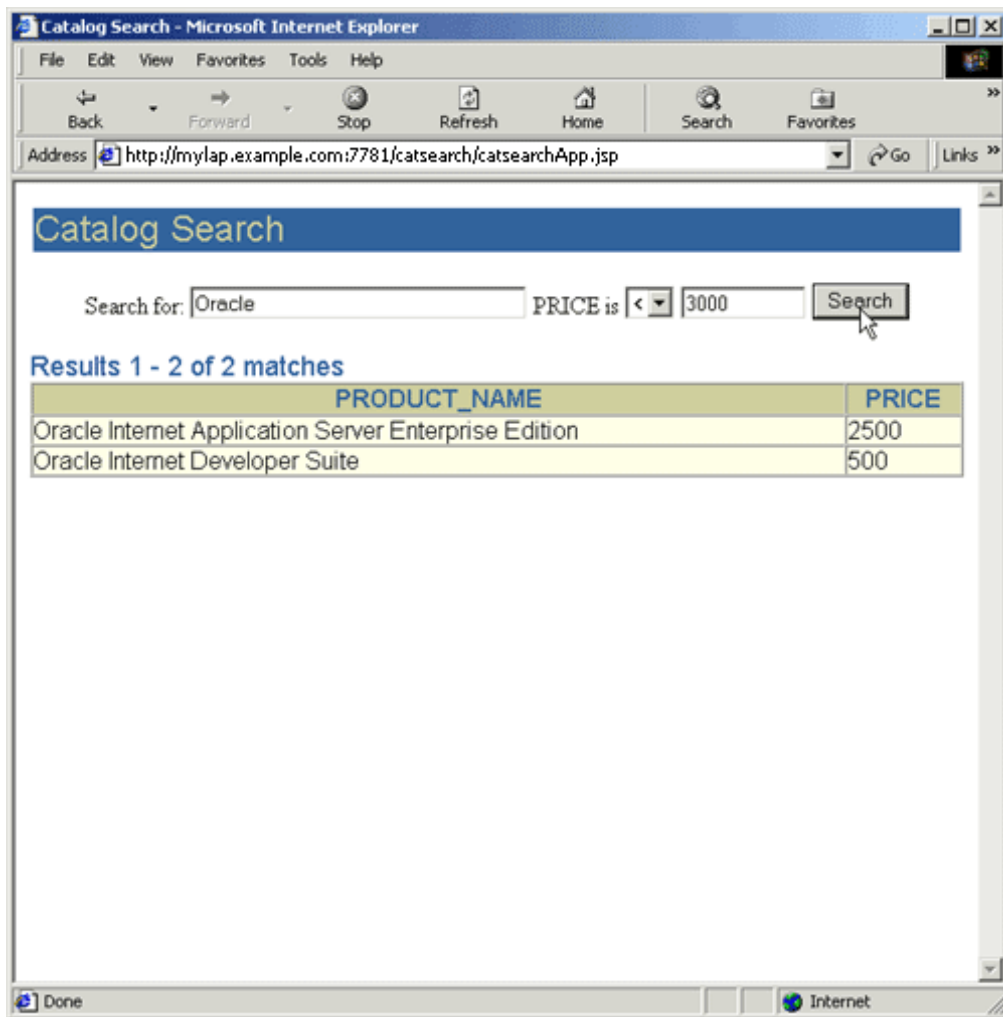 Catalog Search - Microsoft Internet Explorer
File Edit View Favorites Tools Help
Back Forward Stop Refresh Home Search Favorites »
Address http://mylap.example.com:7781/catsearch/catsearchApp.jsp Go Links »
Catalog Search
Search for: Oracle PRICE is < 3000 Search
Results 1 - 2 of 2 matches
PRODUCT_NAME PRICE
Oracle Internet Application Server Enterprise Edition 2500
Oracle Internet Developer Suite 500
Done Internet